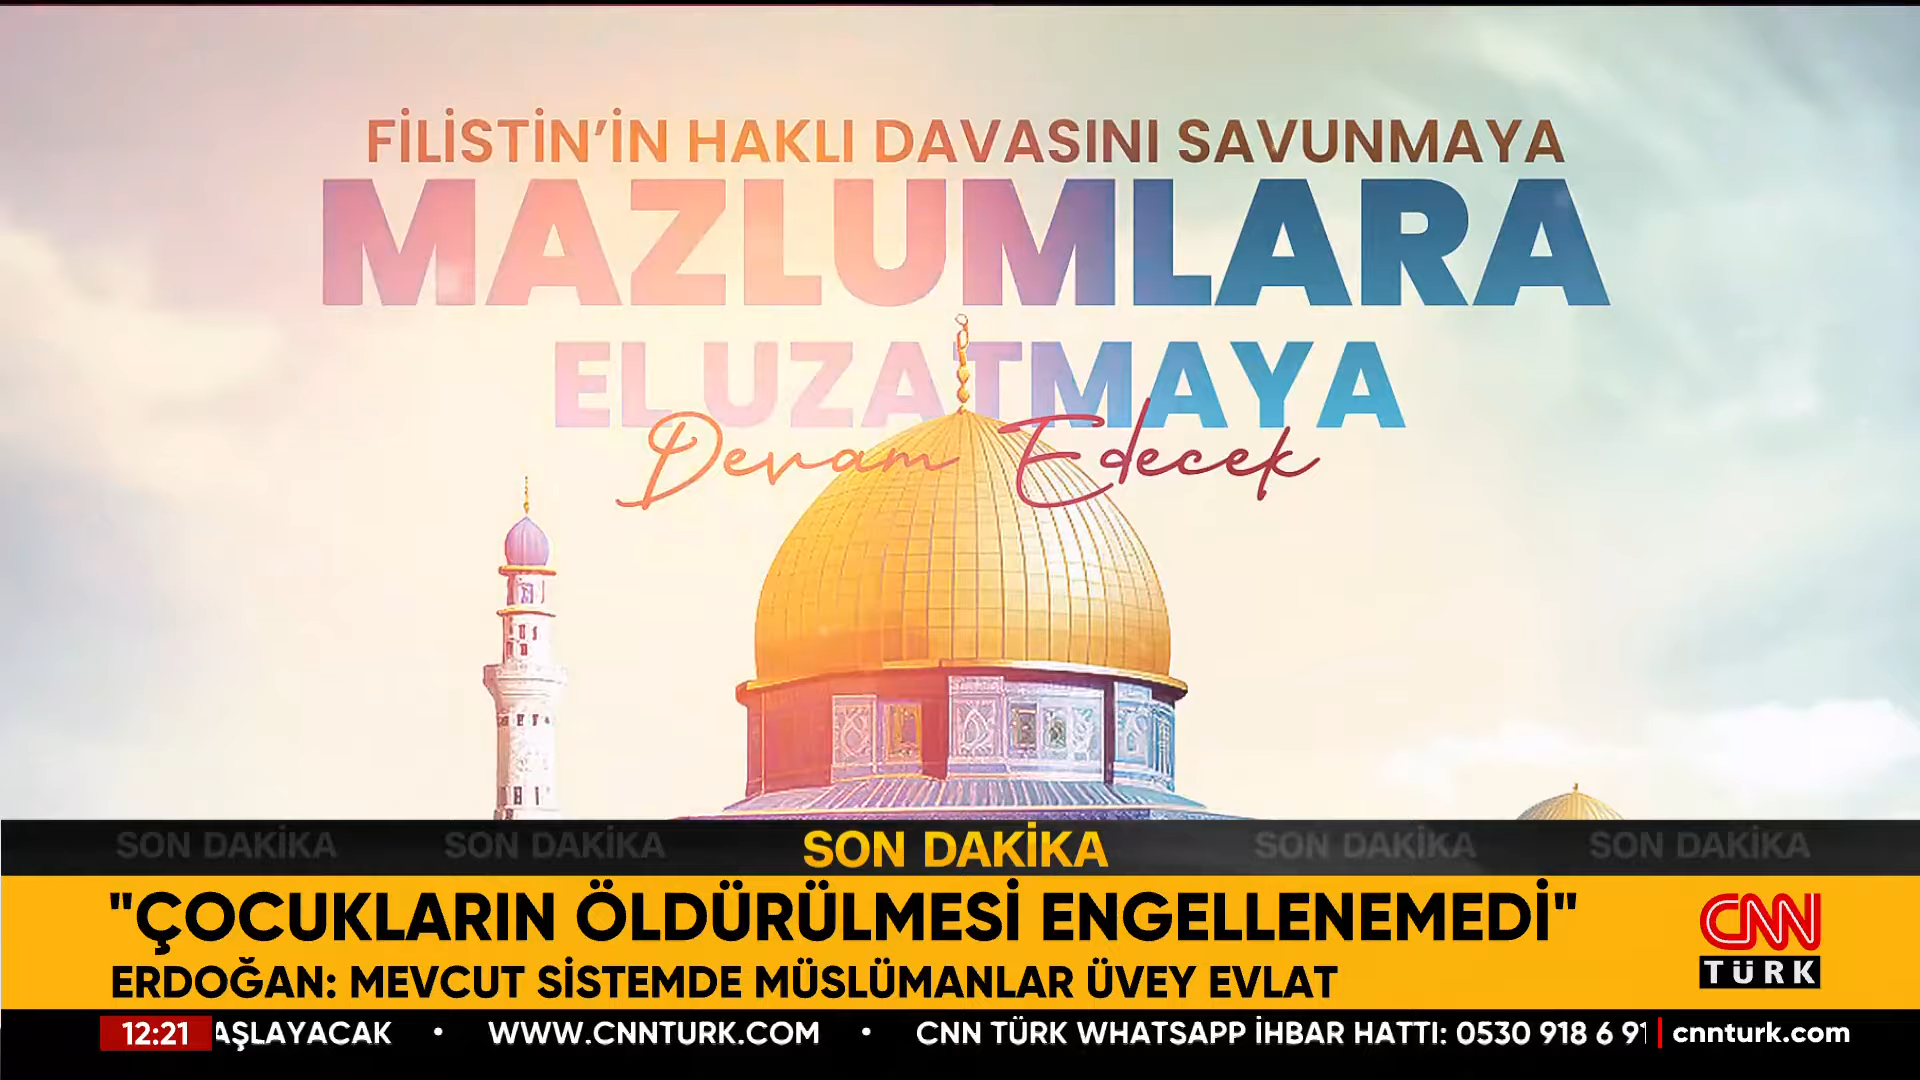 FİLİSTİN'İN HAKLI DAVASINI SAVUNMAYA
MAZLUMLARA
EL UZATMAYA
Devam Edecek
SON DAKİKA SON DAKİKA SON DAKİKA SON DAKİKA SON DAKİKA
"ÇOCUKLARIN ÖLDÜRÜLMESİ ENGELLENEMEDİ"
ERDOĞAN: MEVCUT SİSTEMDE MÜSLÜMANLAR ÜVEY EVLAT
CNN
TÜRK
12:21 AŞLAYACAK • WWW.CNNTURK.COM • CNN TÜRK WHATSAPP İHBAR HATTI: 0530 918 6 91 cnnturk.com